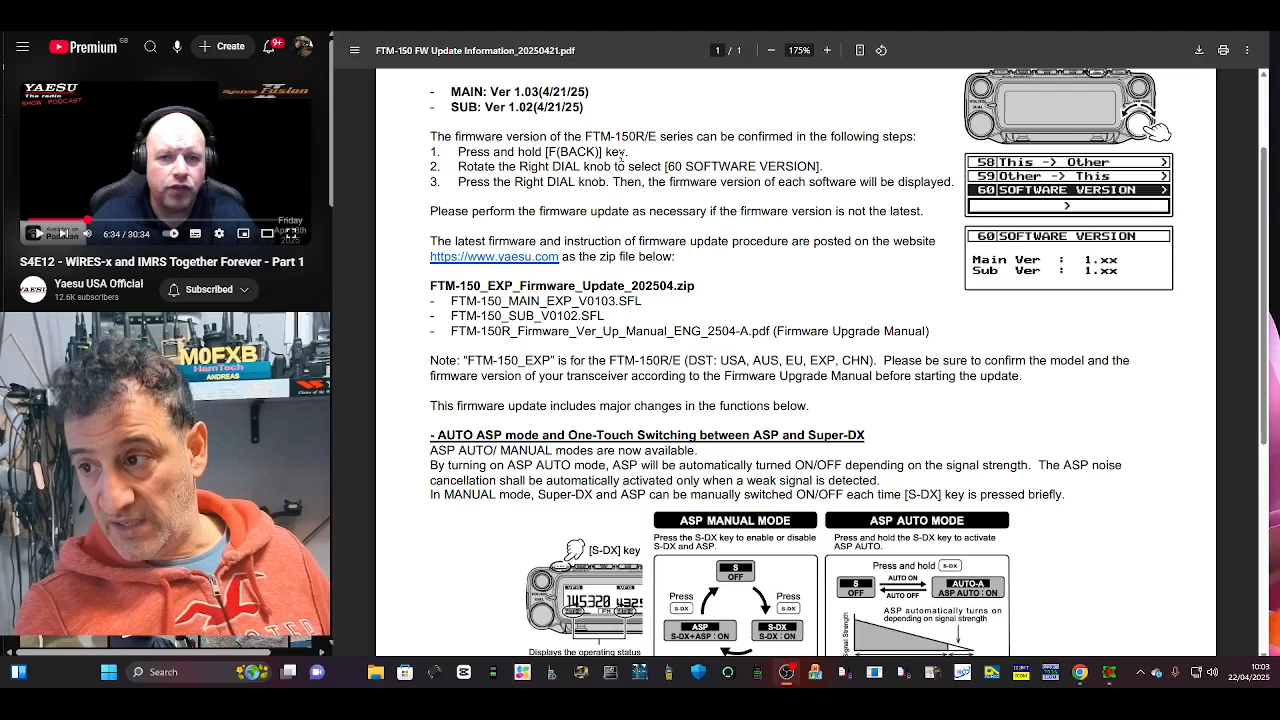 Premium GB
Create
9+
YAESU
The radio
SHOW - PODCAST
System Fusion
II
Friday
6:34 / 30:34
S4E12 - WiRES-x and IMRS Together Forever - Part 1
Yaesu USA Official
12.6K subscribers
Subscribed
M0FXB
HamTech
ANDREAS
FTM-150 FW Update Information_20250421.pdf
1 / 1
175%
- MAIN: Ver 1.03(4/21/25)
- SUB: Ver 1.02(4/21/25)
The firmware version of the FTM-150R/E series can be confirmed in the following steps:
1. Press and hold [F(BACK)] key.
2. Rotate the Right DIAL knob to select [60 SOFTWARE VERSION].
3. Press the Right DIAL knob. Then, the firmware version of each software will be displayed.
Please perform the firmware update as necessary if the firmware version is not the latest.
The latest firmware and instruction of firmware update procedure are posted on the website
https://www.yaesu.com as the zip file below:
FTM-150_EXP_Firmware_Update_202504.zip
- FTM-150_MAIN_EXP_V0103.SFL
- FTM-150_SUB_V0102.SFL
- FTM-150R_Firmware_Ver_Up_Manual_ENG_2504-A.pdf (Firmware Upgrade Manual)
Note: "FTM-150_EXP" is for the FTM-150R/E (DST: USA, AUS, EU, EXP, CHN). Please be sure to confirm the model and the
firmware version of your transceiver according to the Firmware Upgrade Manual before starting the update.
This firmware update includes major changes in the functions below.
- AUTO ASP mode and One-Touch Switching between ASP and Super-DX
ASP AUTO/ MANUAL modes are now available.
By turning on ASP AUTO mode, ASP will be automatically turned ON/OFF depending on the signal strength. The ASP noise
cancellation shall be automatically activated only when a weak signal is detected.
In MANUAL mode, Super-DX and ASP can be manually switched ON/OFF each time [S-DX] key is pressed briefly.
58 This -> Other >
59 Other -> This >
60 SOFTWARE VERSION >
>
60 SOFTWARE VERSION
Main Ver : 1.xx
Sub Ver : 1.xx
[S-DX] key
145320
Displays the operating status
ASP MANUAL MODE
Press the S-DX key to enable or disable
S-DX and ASP.
S
OFF
Press
S-DX
Press
S-DX
ASP
S-DX+ASP : ON
S-DX
S-DX : ON
ASP AUTO MODE
Press and hold the S-DX key to activate
ASP AUTO.
Press and hold S-DX
S
OFF
AUTO ON
AUTO OFF
AUTO-A
ASP AUTO : ON
ASP automatically turns on
depending on signal strength
Signal Strength
Search
10:03
22/04/2025